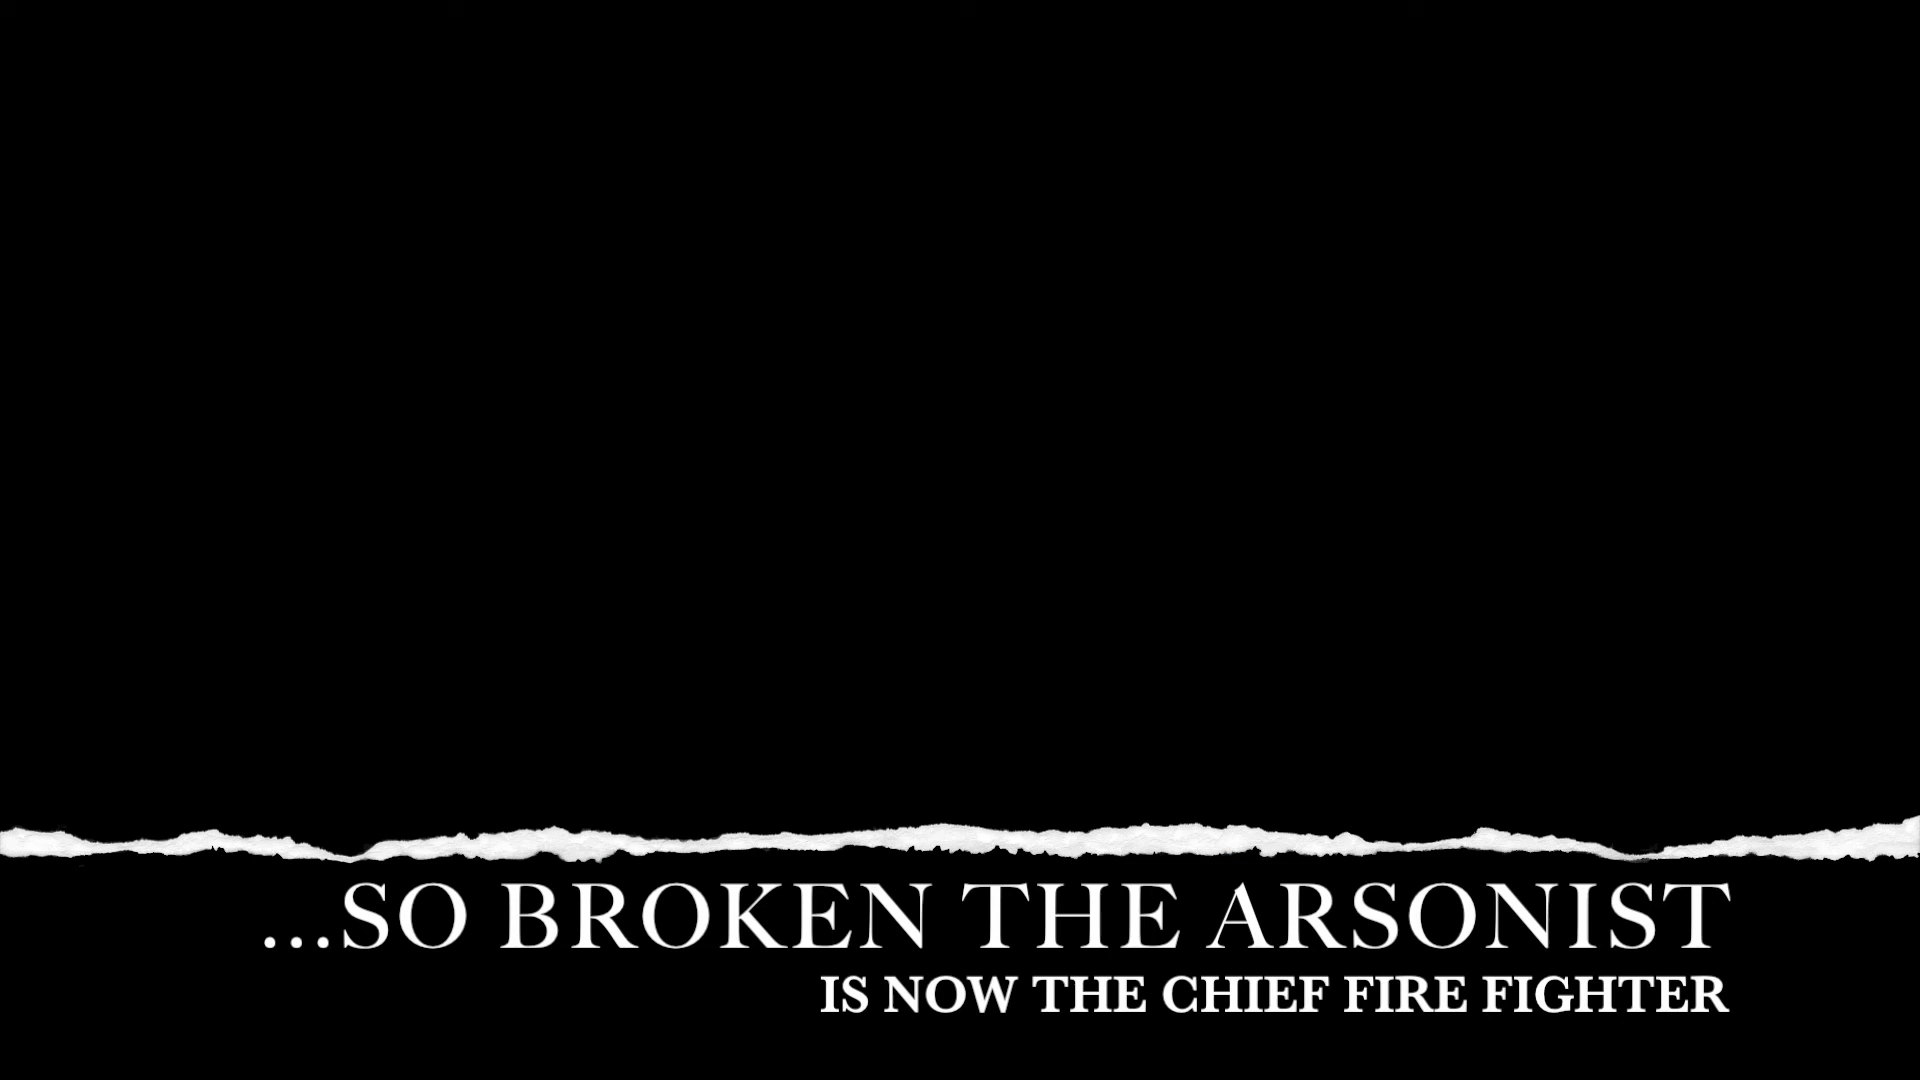 ...SO BROKEN THE ARSONIST
IS NOW THE CHIEF FIRE FIGHTER